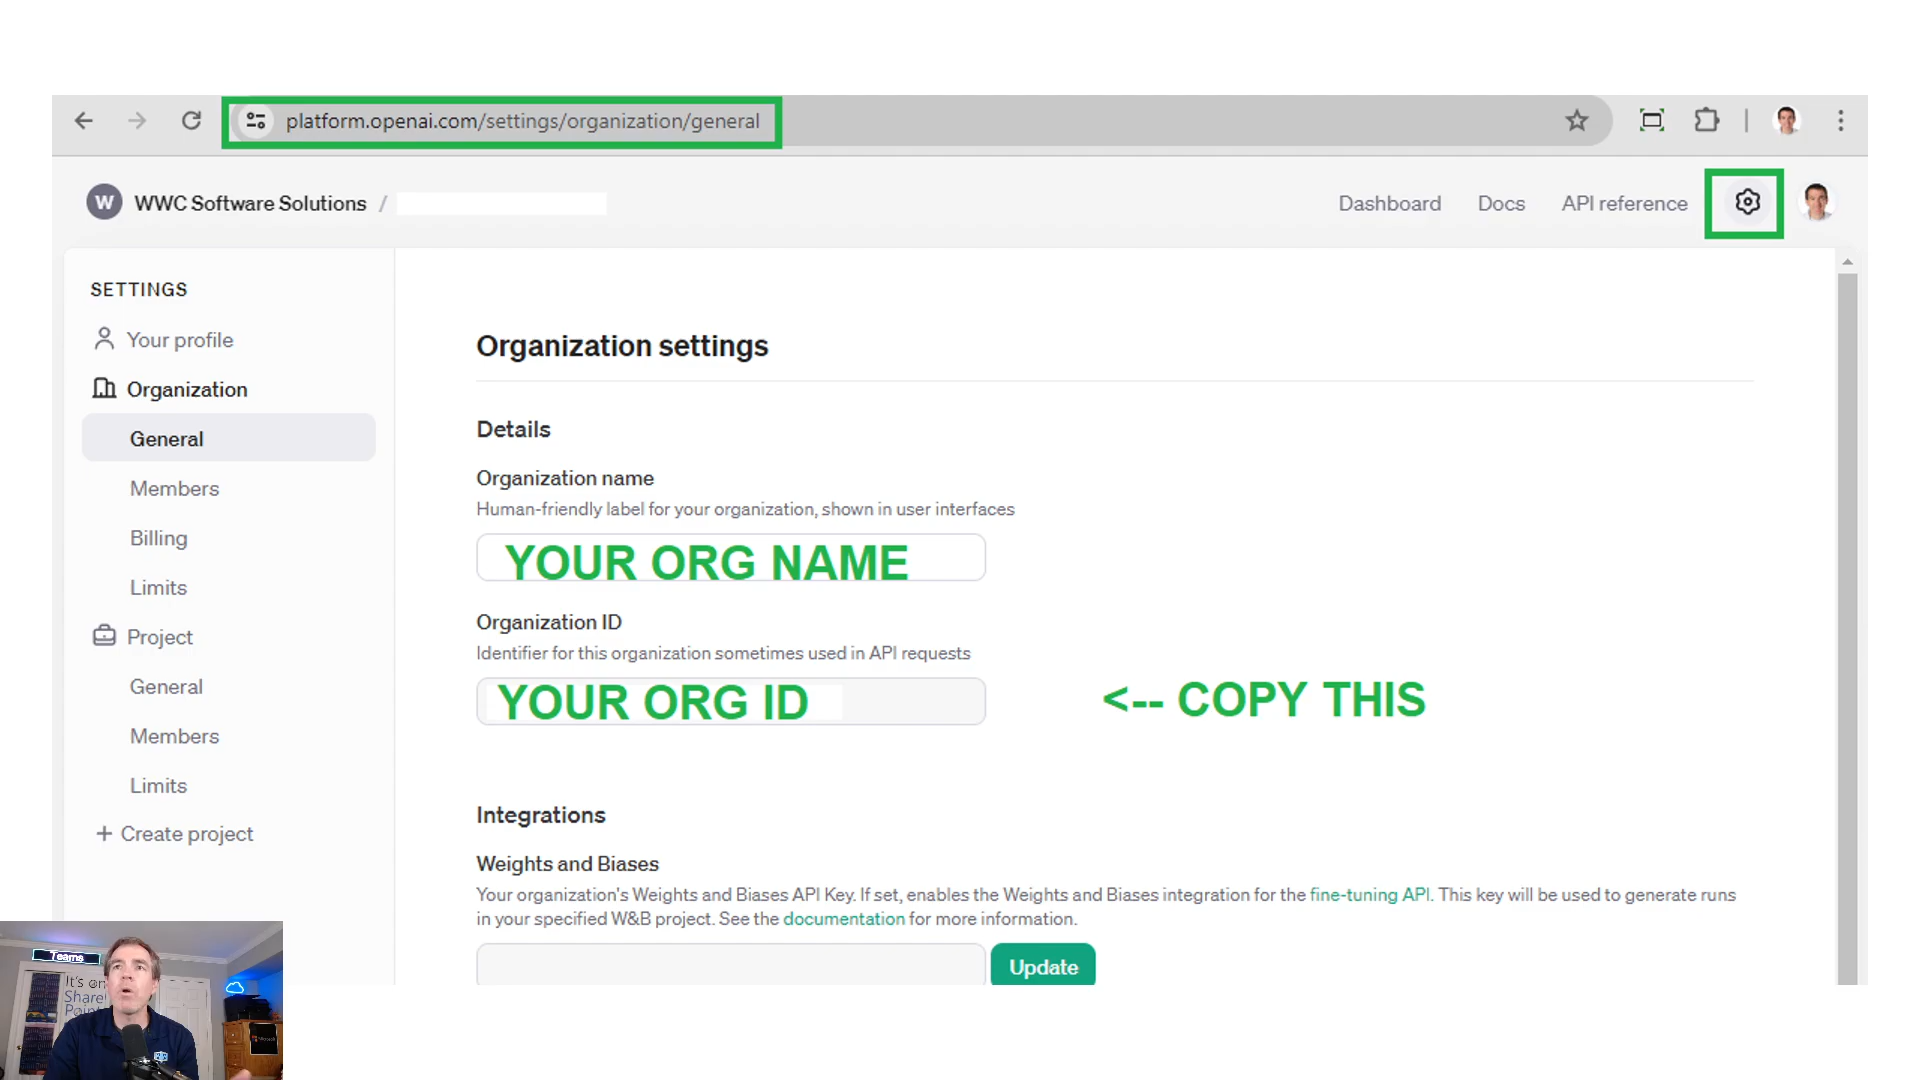 platform.openai.com/settings/organization/general
W WWC Software Solutions /
Dashboard Docs API reference
SETTINGS
Your profile
Organization
General
Members
Billing
Limits
Project
General
Members
Limits
+ Create project
Organization settings
Details
Organization name
Human-friendly label for your organization, shown in user interfaces
YOUR ORG NAME
Organization ID
Identifier for this organization sometimes used in API requests
YOUR ORG ID
<-- COPY THIS
Integrations
Weights and Biases
Your organization's Weights and Biases API Key. If set, enables the Weights and Biases integration for the fine-tuning API. This key will be used to generate runs
in your specified W&B project. See the documentation for more information.
Update
Teams
It's on
Share
Poin